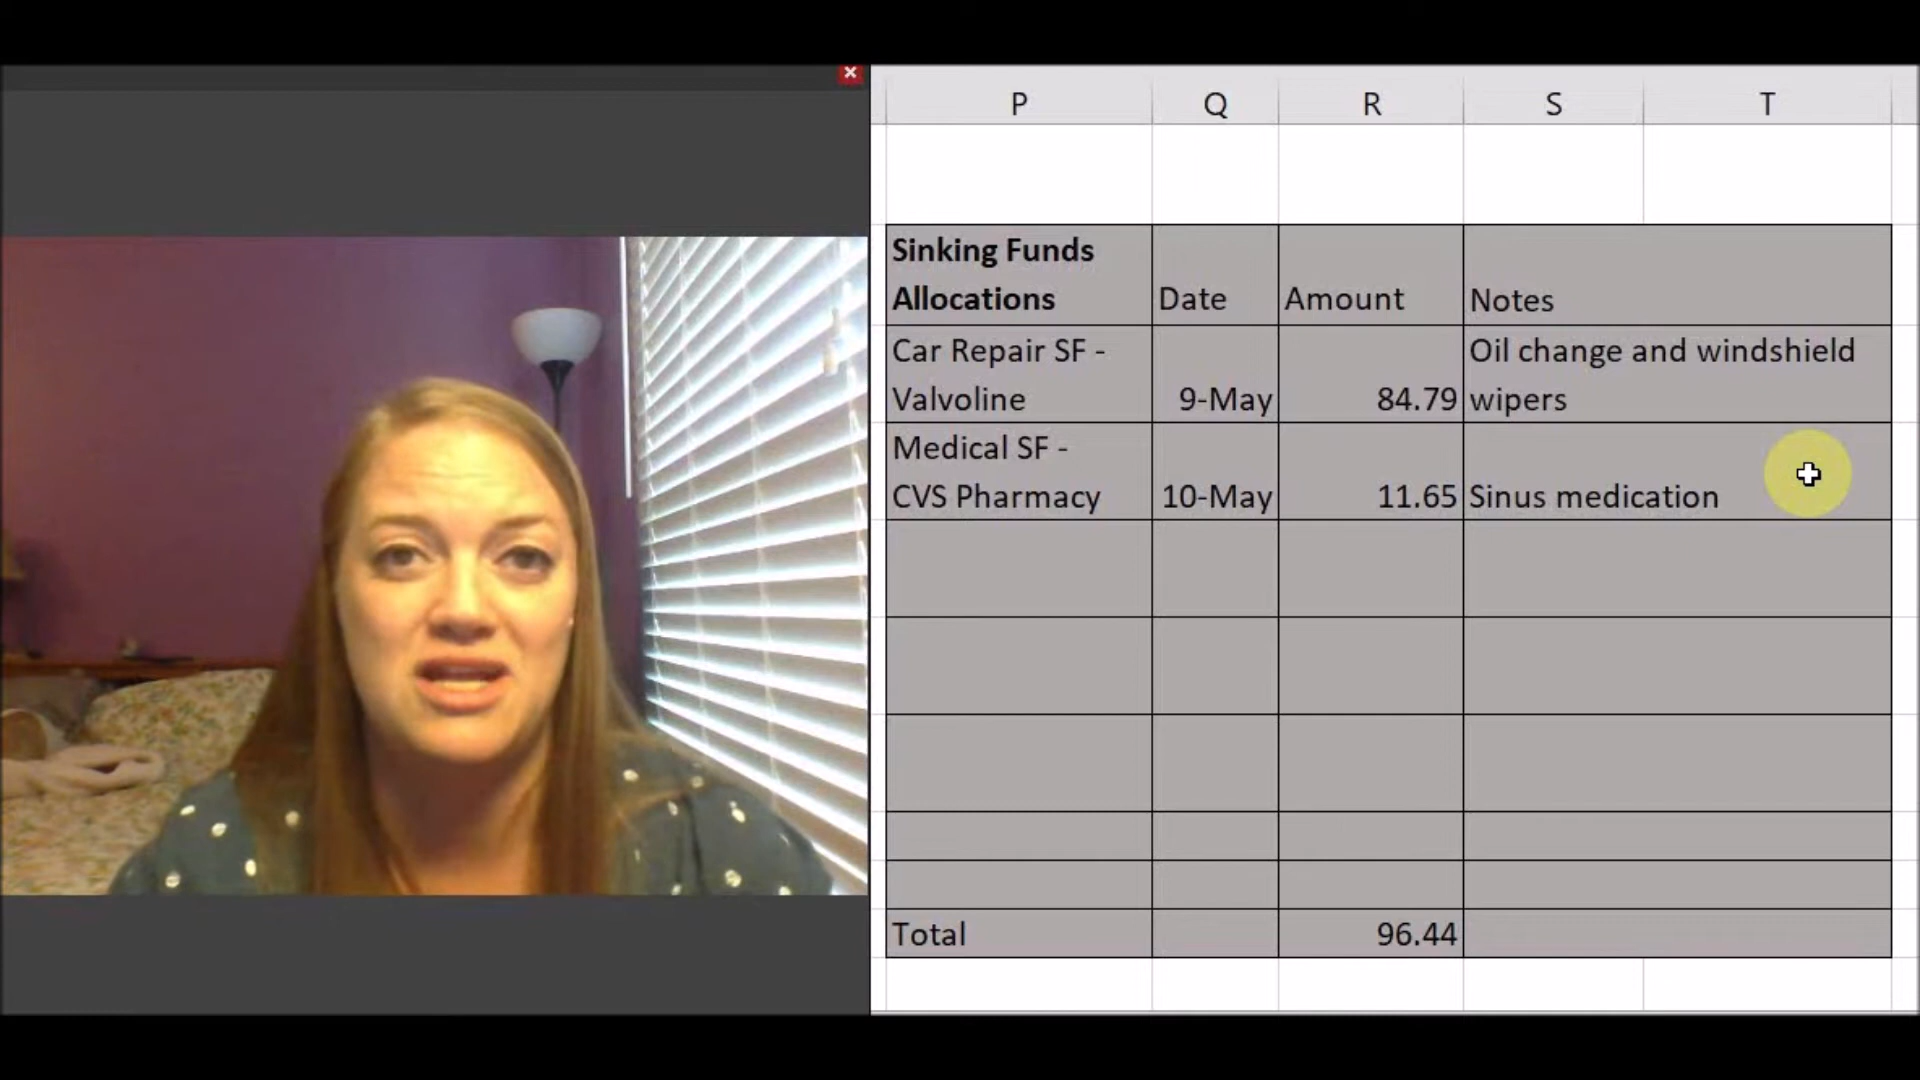 P Q R S T
Sinking Funds
Allocations Date Amount Notes
Car Repair SF - Oil change and windshield
Valvoline 9-May 84.79 wipers
Medical SF -
CVS Pharmacy 10-May 11.65 Sinus medication
Total 96.44